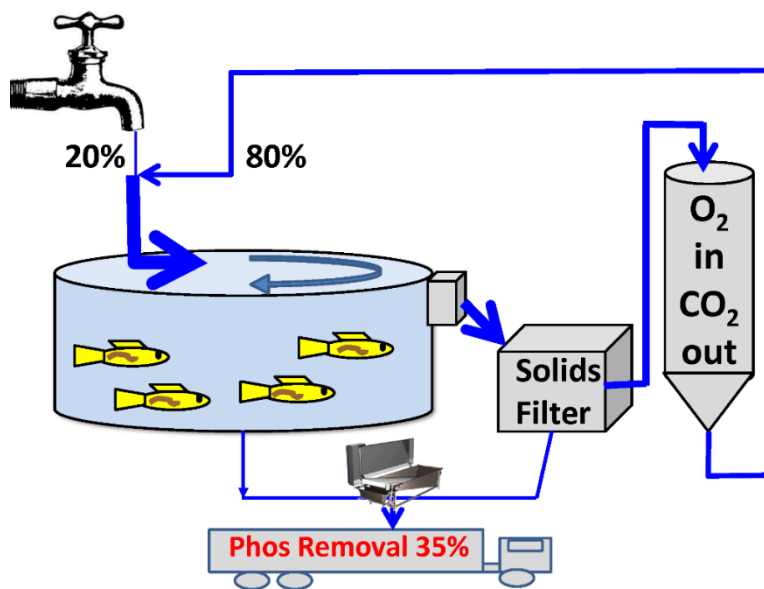 20%
80%
O₂
in
CO₂
out
Solids
Filter
Phos Removal 35%